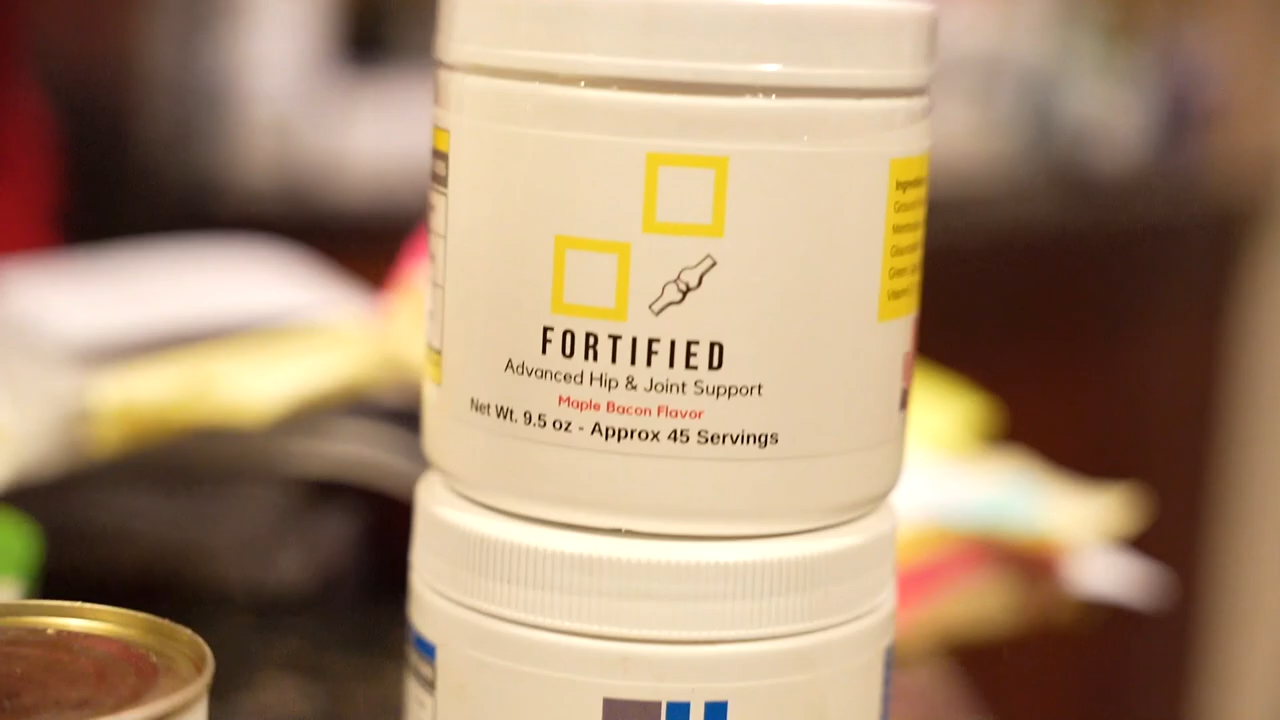 FORTIFIED
Advanced Hip & Joint Support
Maple Bacon Flavor
Net Wt. 9.5 oz - Approx 45 Servings